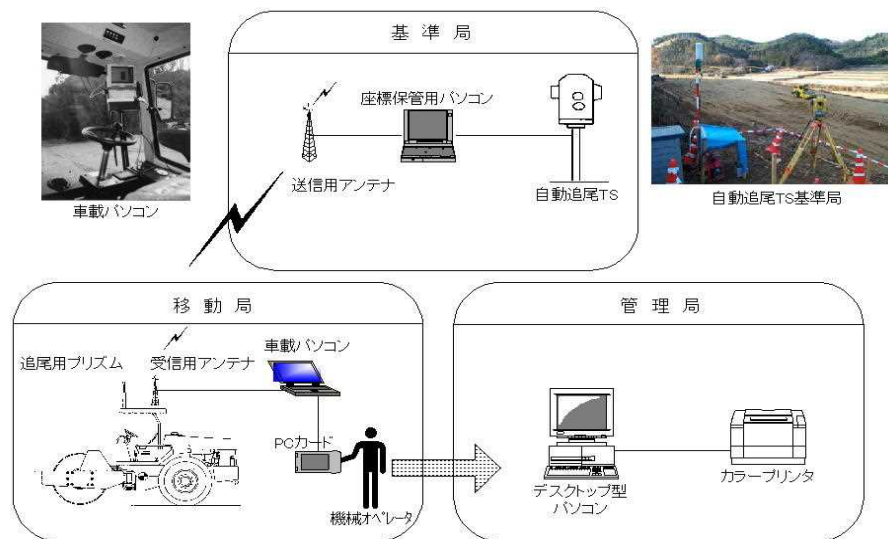 基 準 局
座標保管用パソコン
送信用アンテナ
自動追尾TS
車載パソコン
自動追尾TS基準局
移 動 局
管 理 局
追尾用プリズム
受信用アンテナ
車載パソコン
PCカード
機械オペレータ
デスクトップ型
パソコン
カラープリンタ